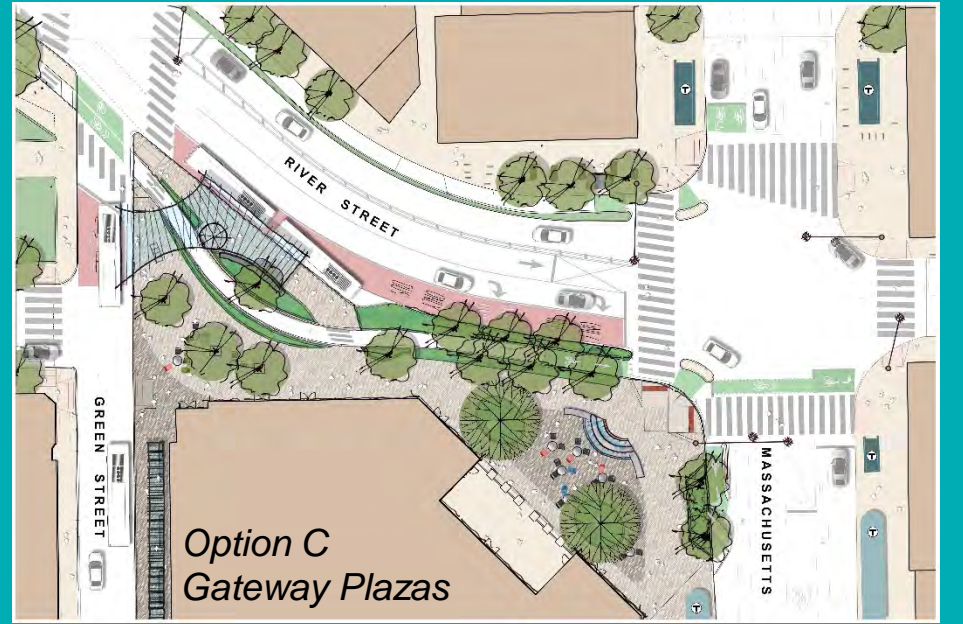 RIVER
STREET
GREEN STREET
MASSACHUSETTS
T
T
T
T
T
Option C
Gateway Plazas